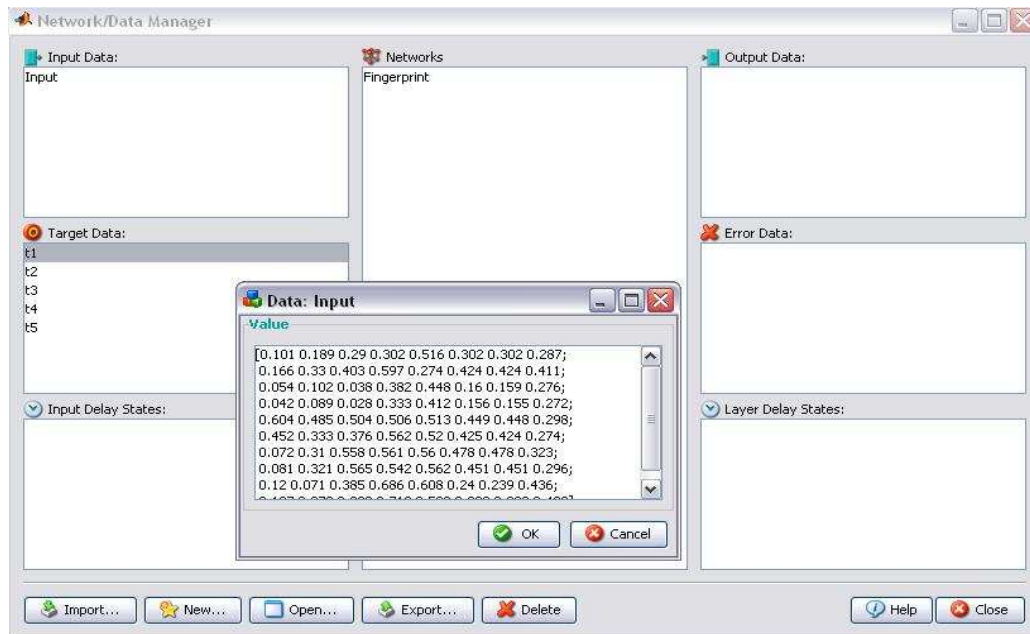 Network/Data Manager
Input Data:
Input
Networks
Fingerprint
Output Data:
Target Data:
t1
t2
t3
t4
t5
Error Data:
Data: Input
Value
[0.101 0.189 0.29 0.302 0.516 0.302 0.302 0.287;
0.166 0.33 0.403 0.597 0.274 0.424 0.424 0.411;
0.054 0.102 0.038 0.382 0.448 0.16 0.159 0.276;
0.042 0.089 0.028 0.333 0.412 0.156 0.155 0.272;
0.604 0.485 0.504 0.506 0.513 0.449 0.448 0.298;
0.452 0.333 0.376 0.562 0.52 0.425 0.424 0.274;
0.072 0.31 0.558 0.561 0.56 0.478 0.478 0.323;
0.081 0.321 0.565 0.542 0.562 0.451 0.451 0.296;
0.12 0.071 0.385 0.686 0.608 0.24 0.239 0.436;
OK Cancel
Input Delay States:
Layer Delay States:
Import... New... Open... Export... Delete Help Close